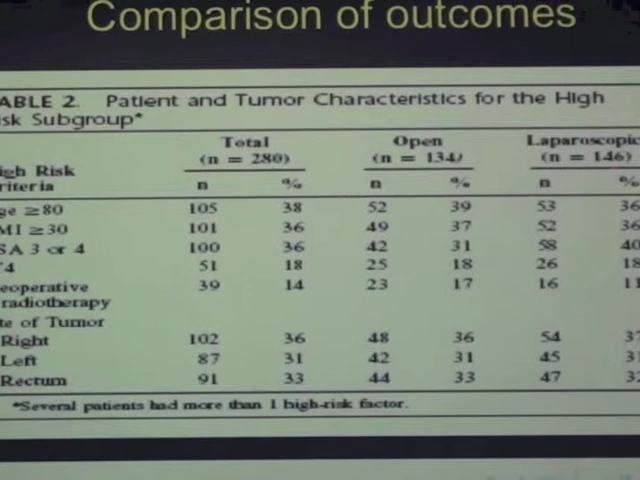 Comparison of outcomes
ABLE 2. Patient and Tumor Characteristics for the High
isk Subgroup*
Total Open Laparoscopic
(n = 280) (n = 134) (n = 146)
igh Risk
riteria n % n % n %
ge ≥80 105 38 52 39 53 36
MI ≥30 101 36 49 37 52 36
SA 3 or 4 100 36 42 31 58 40
4 51 18 25 18 26 18
eoperative 39 14 23 17 16 11
radiotherapy
te of Tumor
Right 102 36 48 36 54 37
Left 87 31 42 31 45 31
Rectum 91 33 44 33 47 32
*Several patients had more than 1 high-risk factor.